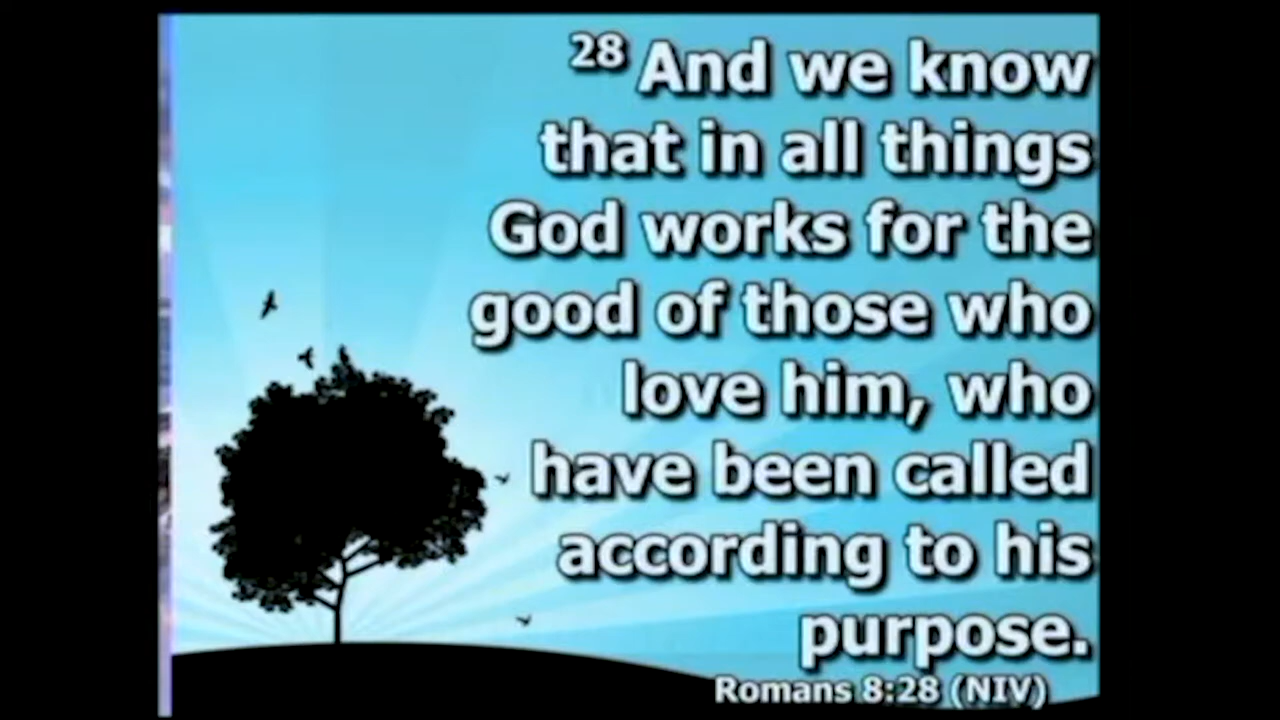 28 And we know
that in all things
God works for the
good of those who
love him, who
have been called
according to his
purpose.
Romans 8:28 (NIV)